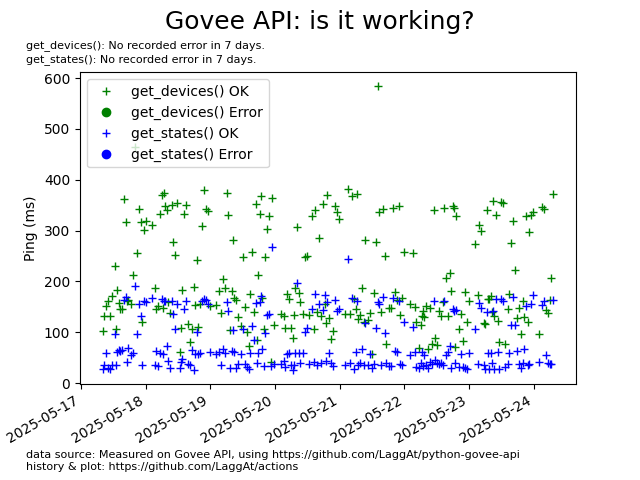 Govee API: is it working?
get_devices(): No recorded error in 7 days.
get_states(): No recorded error in 7 days.
600
500
400
300
200
100
0
Ping (ms)
get_devices() OK
get_devices() Error
get_states() OK
get_states() Error
2025-05-17
2025-05-18
2025-05-19
2025-05-20
2025-05-21
2025-05-22
2025-05-23
2025-05-24
data source: Measured on Govee API, using https://github.com/LaggAt/python-govee-api
history & plot: https://github.com/LaggAt/actions